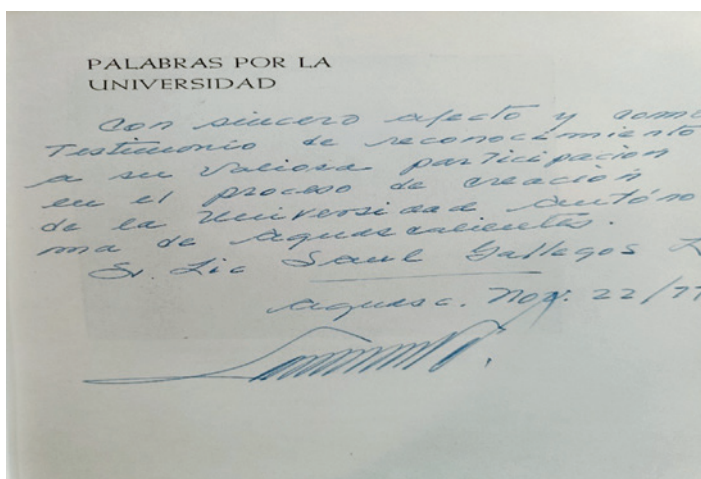 PALABRAS POR LA
UNIVERSIDAD
Con sincero afecto y como
Testimonio de reconocimiento
a su valiosa participación
en el proceso de creación
de la Universidad Autóno
ma de Aguascalientes.
Sr. Lic Saul Gallegos
Aguasc. Nov. 22/77